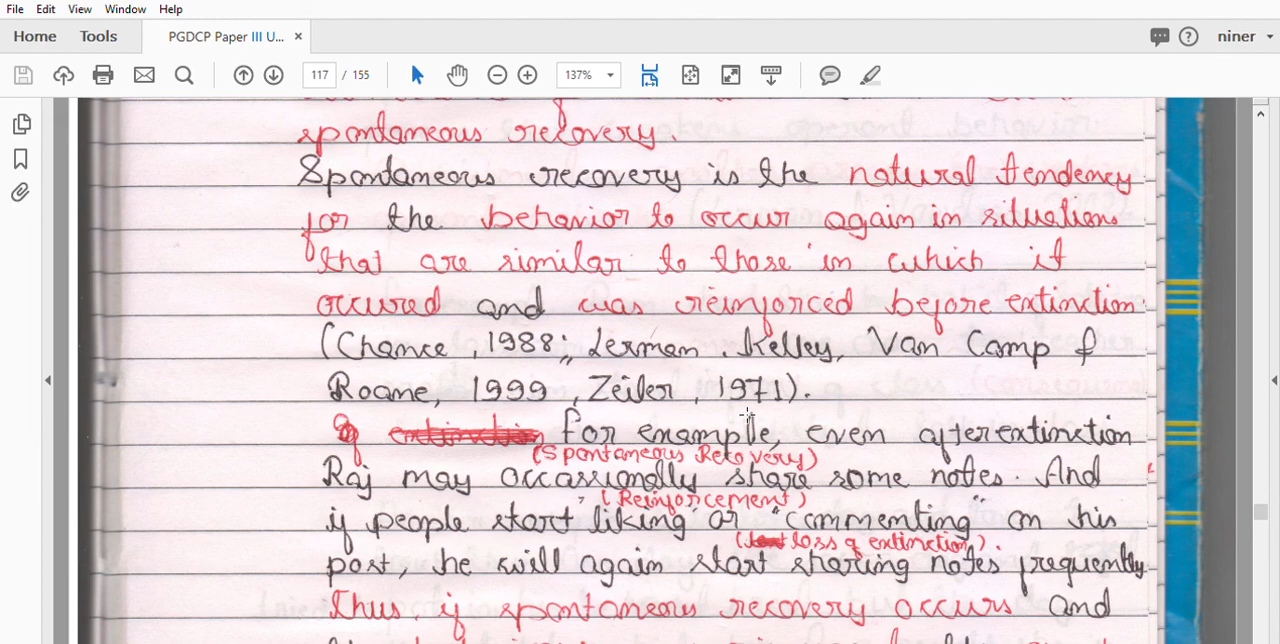 File Edit View Window Help
Home Tools PGDCP Paper III U... × niner
117 / 155 137%
spontaneous recovery.
Spontaneous recovery is the natural tendency
for the behavior to occur again in situations
that are similar to those in which it
occured and was reinforced before extinction
(Chance, 1988; Lerman, Kelley, Van Camp &
Roane, 1999, Zeiler, 1971).
For example, even after extinction
(Spontaneous Recovery)
Raj may occassionally share some notes. And
(Reinforcement)
if people start 'liking' or "commenting" on his
(loss of extinction).
post, he will again start sharing notes frequently
Thus, if spontaneous recovery occurs and